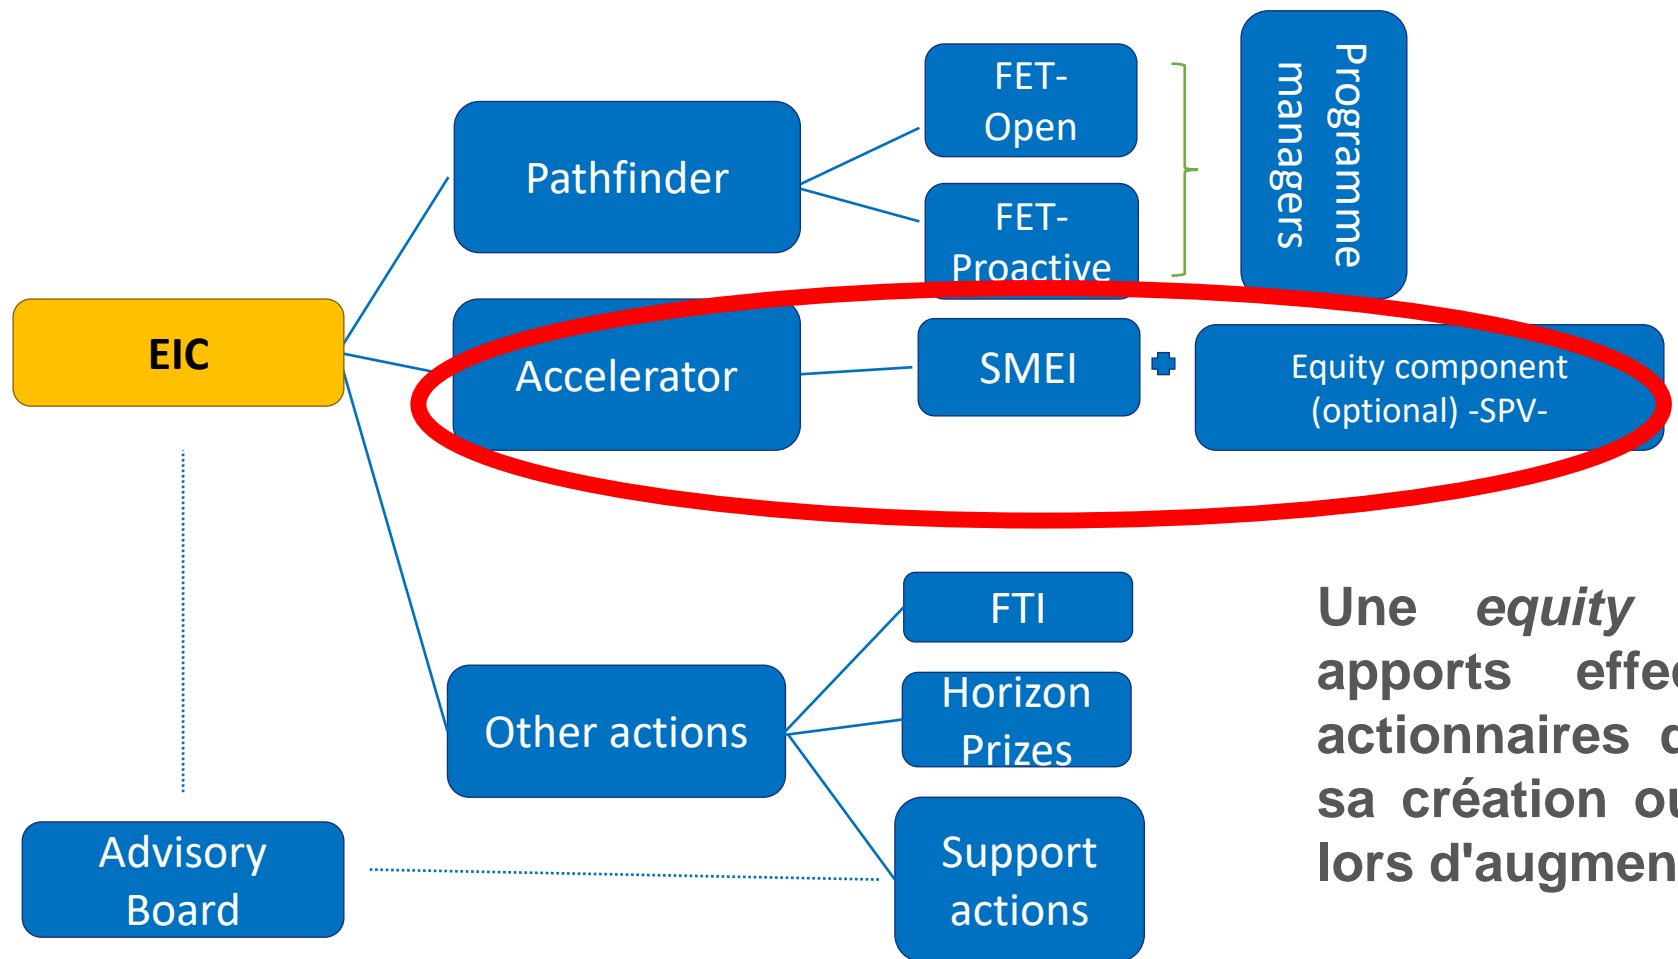 FET-
Open
Programme
managers
Pathfinder
FET-
Proactive
EIC
Accelerator
SMEI
Equity component
(optional) -SPV-
FTI
Horizon
Prizes
Other actions
Support
actions
Advisory
Board
Une equity
apports
actionnaires
sa création
lors